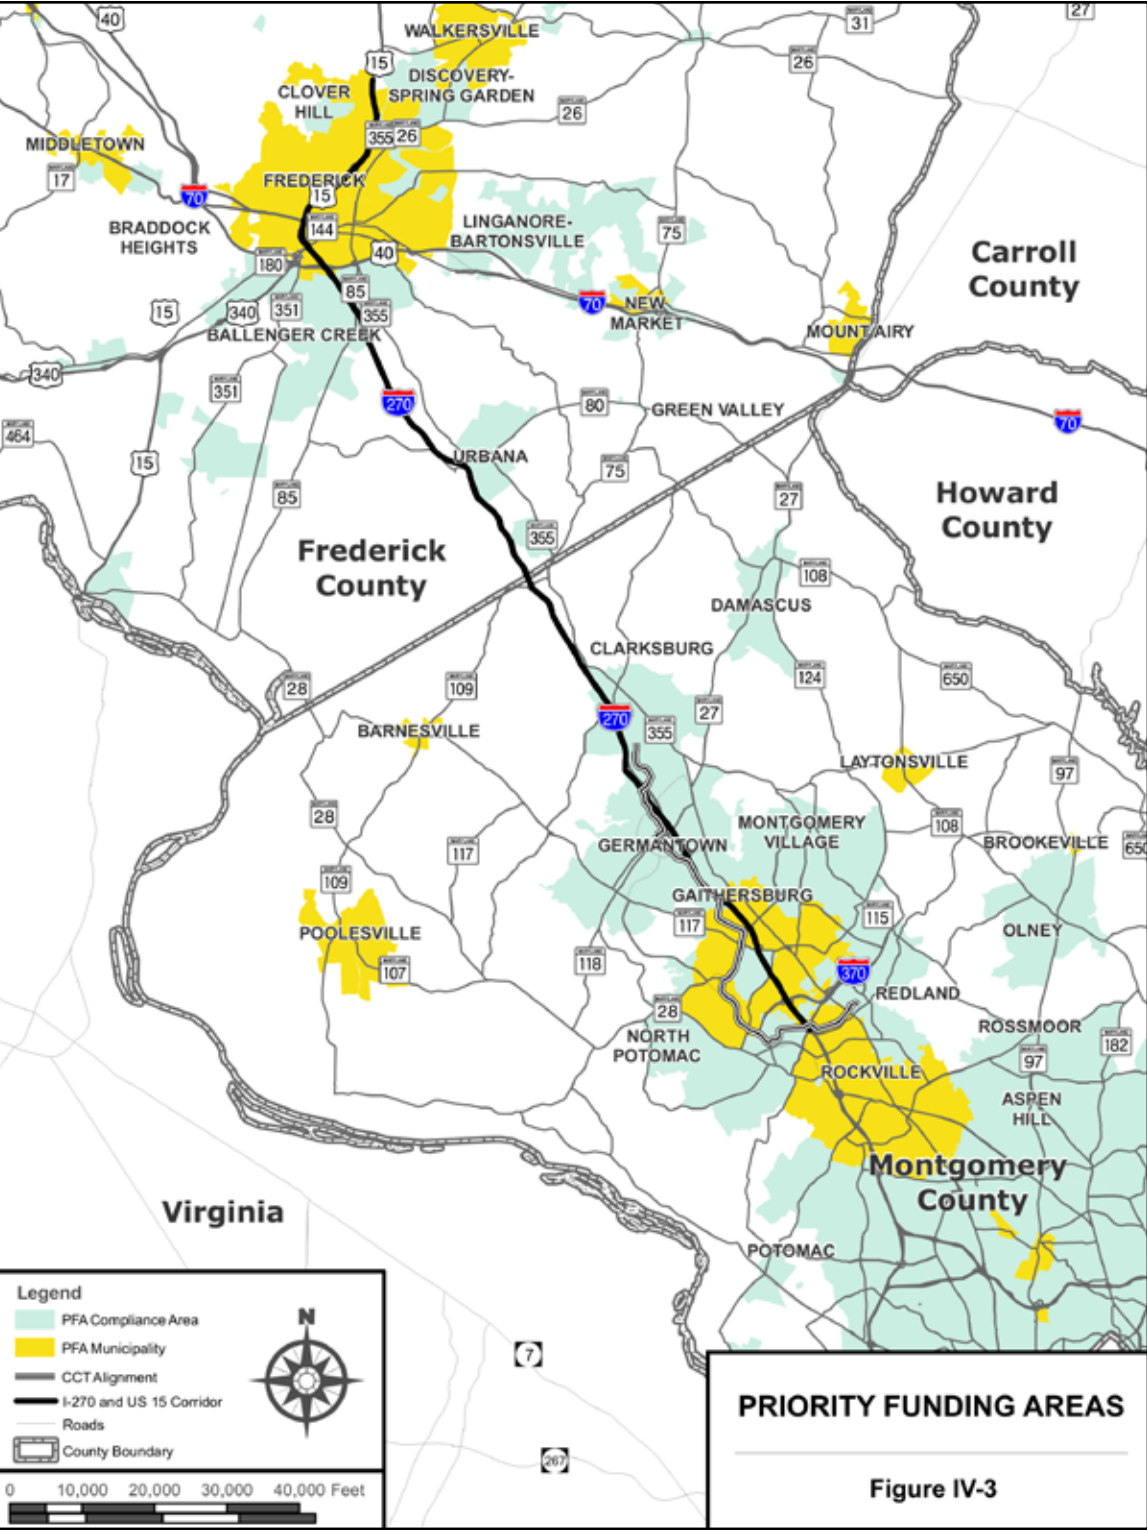 40
27
31
WALKERSVILLE
15
26
DISCOVERY-
SPRING GARDEN
CLOVER
HILL
26
355
26
MIDDLETOWN
17
FREDERICK
70
15
BRADDOCK
HEIGHTS
144
LINGANORE-
BARTONSVILLE
75
180
40
Carroll
County
85
70
NEW
MARKET
15
340
351
355
BALLENGER CREEK
MOUNT AIRY
340
351
270
80
GREEN VALLEY
70
464
15
URBANA
75
85
27
Howard
County
355
Frederick
County
108
DAMASCUS
CLARKSBURG
28
109
124
650
270
27
355
BARNESVILLE
LAYTONSVILLE
97
28
MONTGOMERY
VILLAGE
108
GERMANTOWN
BROOKEVILLE
650
117
109
GAITHERSBURG
115
117
POOLESVILLE
OLNEY
118
107
370
REDLAND
28
NORTH
POTOMAC
ROSSMOOR
182
97
ROCKVILLE
ASPEN
HILL
Montgomery
County
Virginia
POTOMAC
Legend
PFA Compliance Area
PFA Municipality
CCT Alignment
I-270 and US 15 Corridor
Roads
County Boundary
N
7
267
0 10,000 20,000 30,000 40,000 Feet
PRIORITY FUNDING AREAS
Figure IV-3